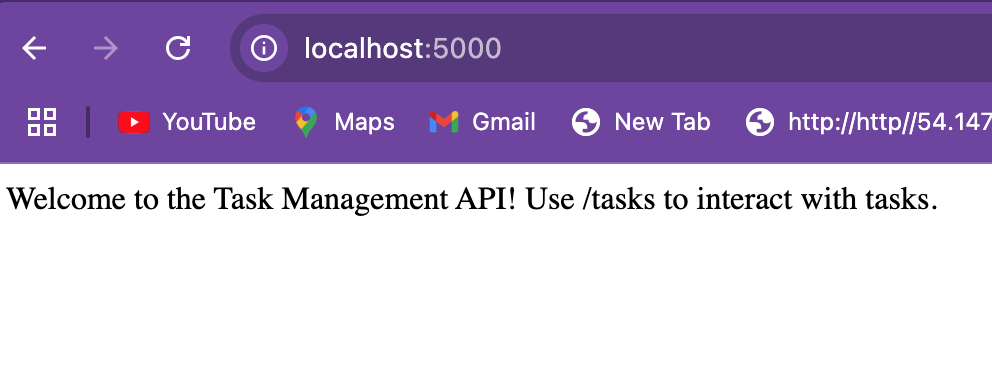 localhost:5000
YouTube Maps Gmail New Tab http://http//54.147
Welcome to the Task Management API! Use /tasks to interact with tasks.